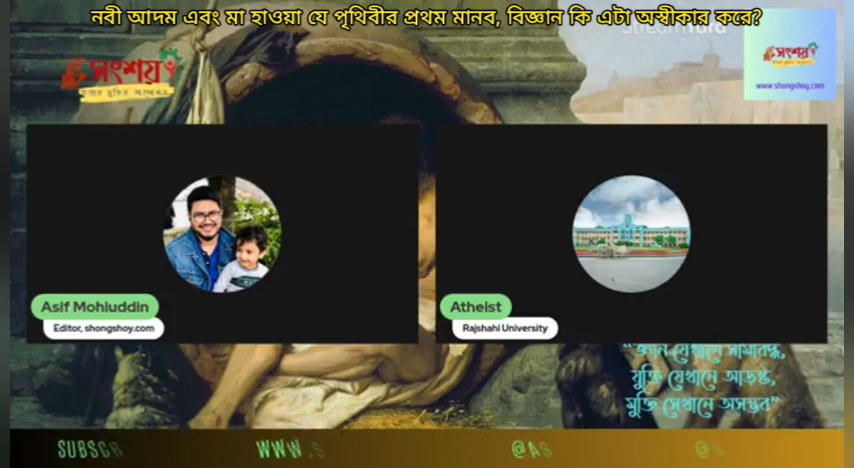 নবী আদম এবং মা হাওয়া যে পৃথিবীর প্রথম মানব, বিজ্ঞান কি এটা অস্বীকার করে?
StreamYard
সংশয়
সংশয়
www.shongshoy.com
Asif Mohiuddin
Editor, shongshoy.com
Atheist
Rajshahi University
"জ্ঞান যেখানে সীমাবদ্ধ,
যুক্তি যেখানে আড়ষ্ট,
মুক্তি সেখানে অসম্ভব"
SUBSCR
WWW.S
@AS